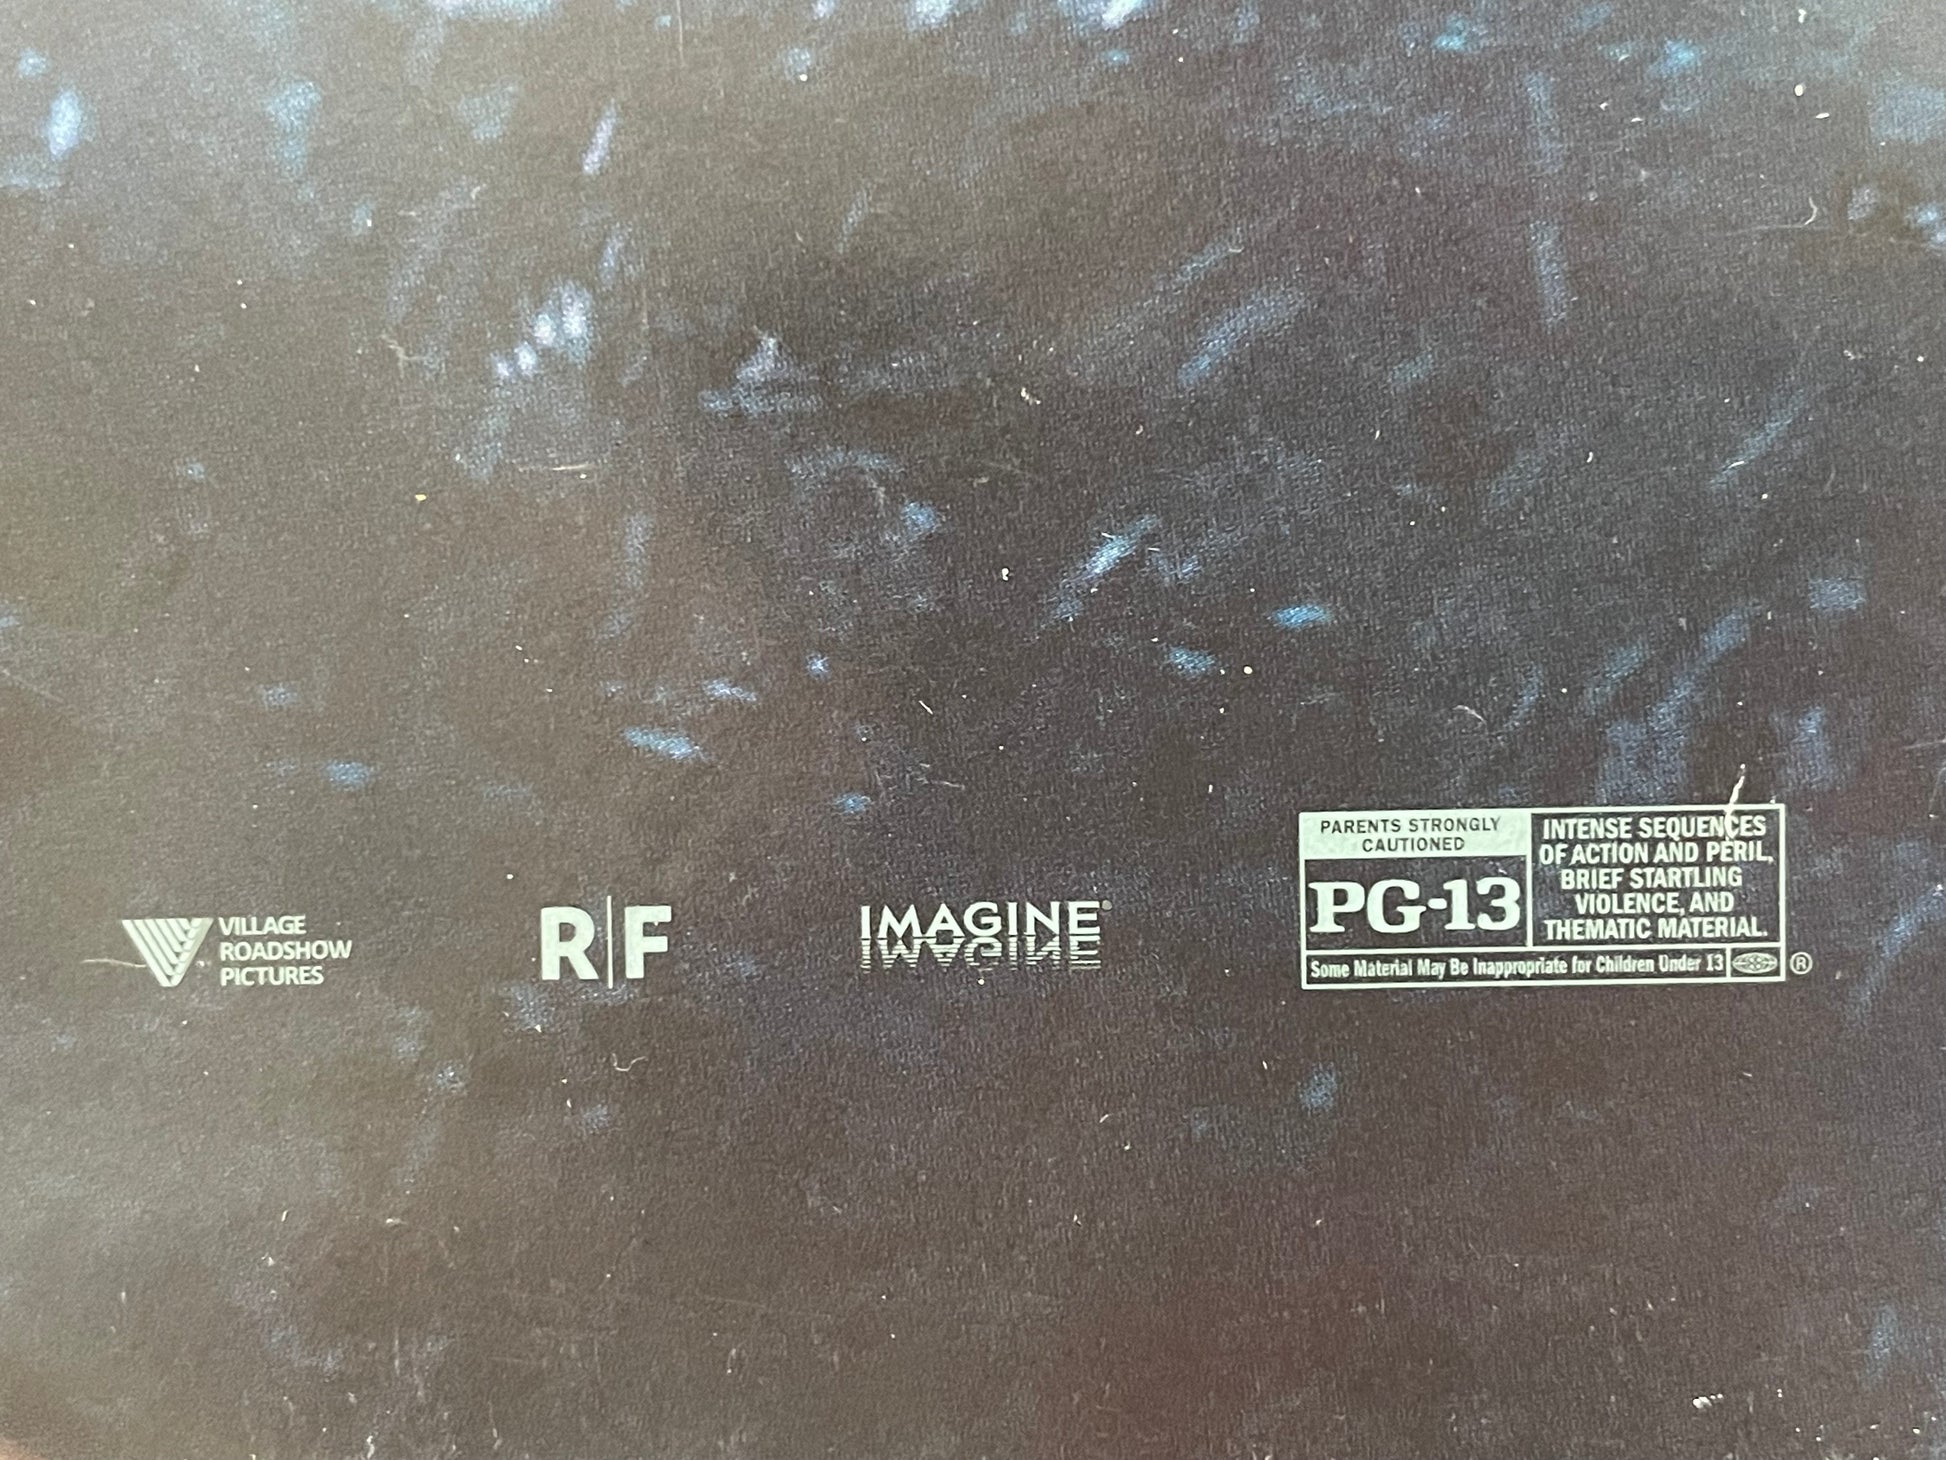 VILLAGE
ROADSHOW
PICTURES
R|F
IMAGINE®
IMAGINE
PARENTS STRONGLY
CAUTIONED
PG-13
INTENSE SEQUENCES
OF ACTION AND PERIL,
BRIEF STARTLING
VIOLENCE, AND
THEMATIC MATERIAL.
Some Material May Be Inappropriate for Children Under 13
®